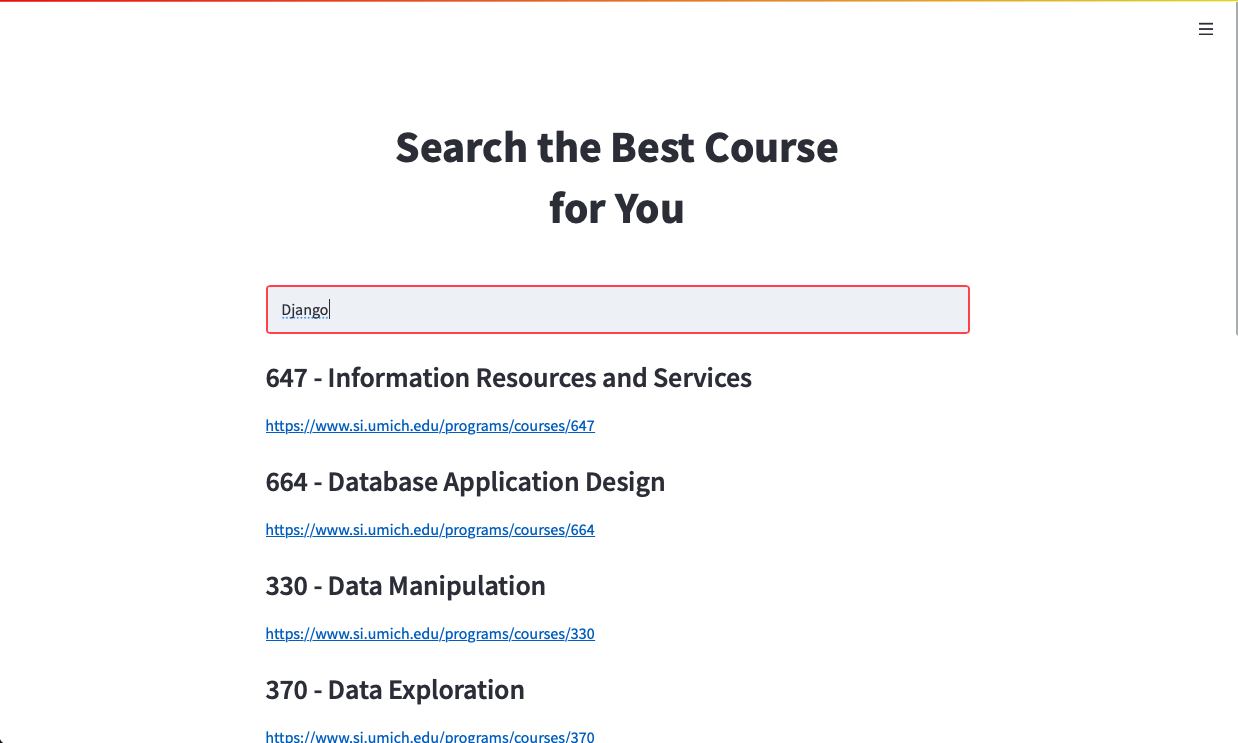 Search the Best Course
for You
Django
647 - Information Resources and Services
https://www.si.umich.edu/programs/courses/647
664 - Database Application Design
https://www.si.umich.edu/programs/courses/664
330 - Data Manipulation
https://www.si.umich.edu/programs/courses/330
370 - Data Exploration
https://www.si.umich.edu/programs/courses/370